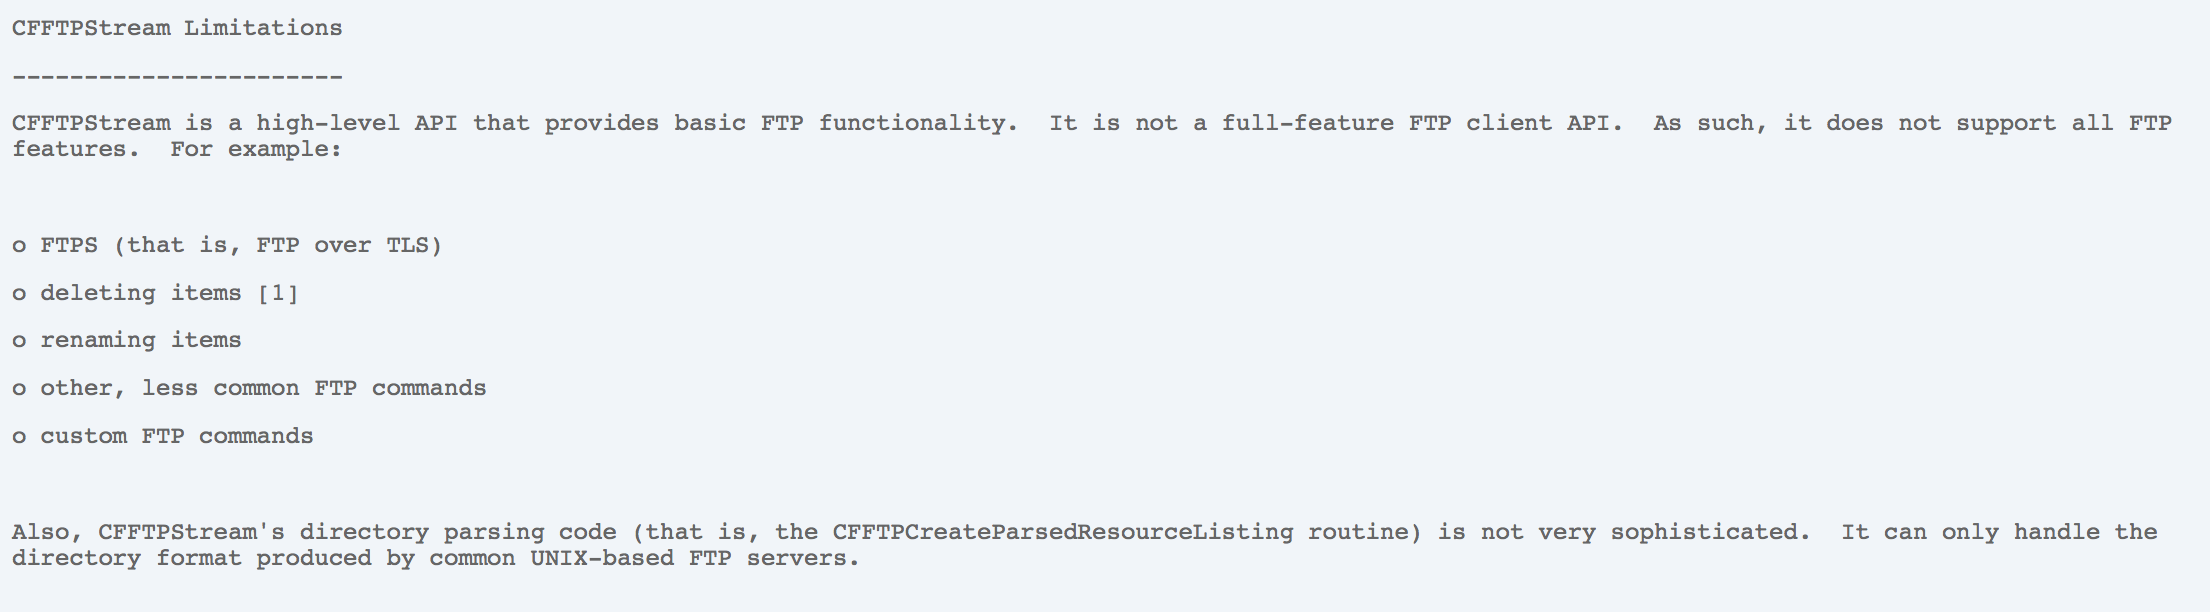 CFFTPStream Limitations
-----------------------
CFFTPStream is a high-level API that provides basic FTP functionality.  It is not a full-feature FTP client API.  As such, it does not support all FTP
features.  For example:
o FTPS (that is, FTP over TLS)
o deleting items [1]
o renaming items
o other, less common FTP commands
o custom FTP commands
Also, CFFTPStream's directory parsing code (that is, the CFFTPCreateParsedResourceListing routine) is not very sophisticated.  It can only handle the
directory format produced by common UNIX-based FTP servers.